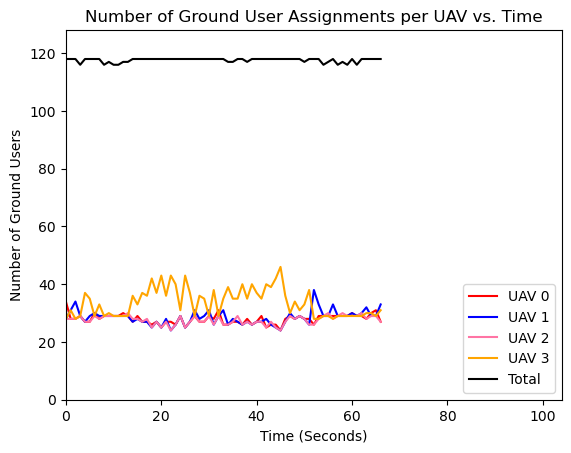 Number of Ground User Assignments per UAV vs. Time
Number of Ground Users
120
100
80
60
40
20
0
0 20 40 60 80 100
Time (Seconds)
UAV 0
UAV 1
UAV 2
UAV 3
Total